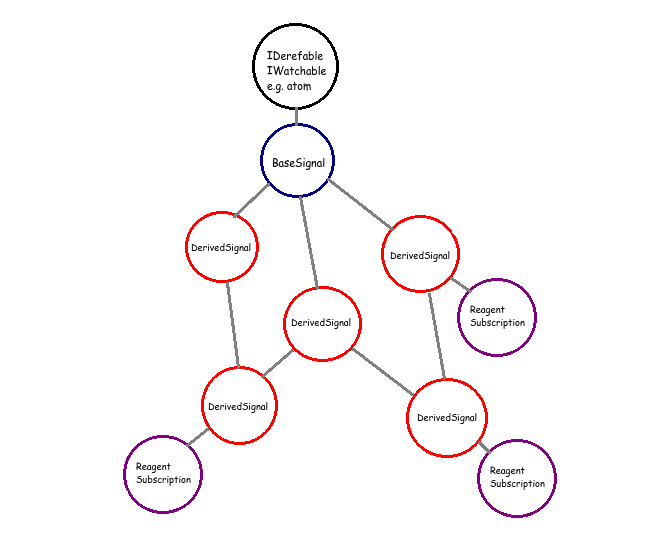 IDerefable
IWatchable
e.g. atom
BaseSignal
DerivedSignal
DerivedSignal
Reagent
Subscription
DerivedSignal
DerivedSignal
DerivedSignal
Reagent
Subscription
Reagent
Subscription